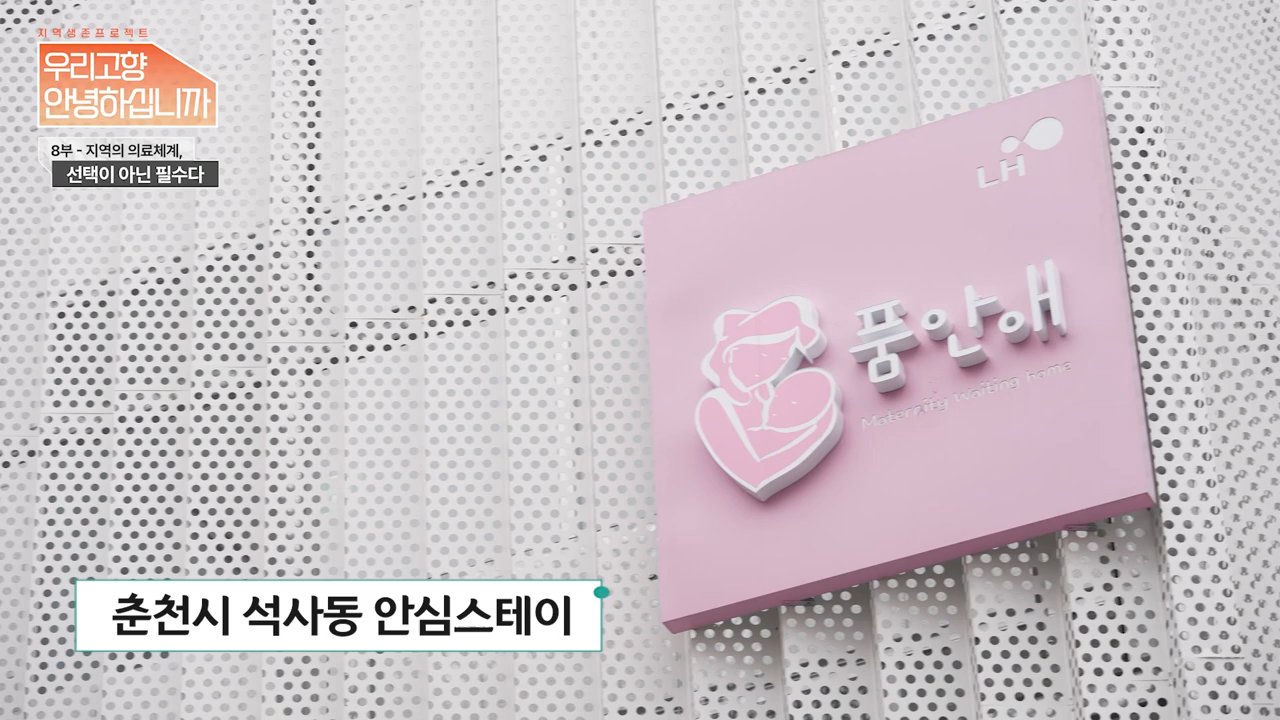 지역생존프로젝트
우리고향
안녕하십니까
8부 - 지역의 의료체계,
선택이 아닌 필수다
LH
품안애
Maternity Waiting home
춘천시 석사동 안심스테이